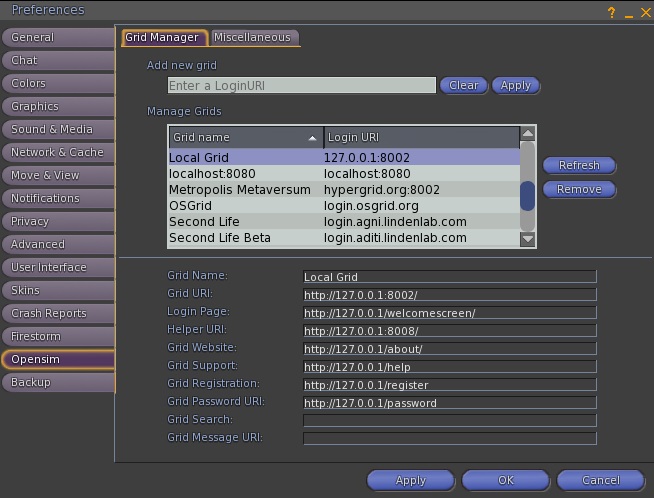 Preferences
?
General
Chat
Colors
Graphics
Sound & Media
Network & Cache
Move & View
Notifications
Privacy
Advanced
User Interface
Skins
Crash Reports
Firestorm
Opensim
Backup
Grid Manager Miscellaneous
Add new grid
Enter a LoginURI Clear Apply
Manage Grids
Grid name Login URI
Local Grid 127.0.0.1:8002
localhost:8080 localhost:8080
Metropolis Metaversum hypergrid.org:8002
OSGrid login.osgrid.org
Second Life login.agni.lindenlab.com
Second Life Beta login.aditi.lindenlab.com
Refresh
Remove
Grid Name: Local Grid
Grid URI: http://127.0.0.1:8002/
Login Page: http://127.0.0.1/welcomescreen/
Helper URI: http://127.0.0.1:8008/
Grid Website: http://127.0.0.1/about/
Grid Support: http://127.0.0.1/help
Grid Registration: http://127.0.0.1/register
Grid Password URI: http://127.0.0.1/password
Grid Search:
Grid Message URI:
Apply OK Cancel